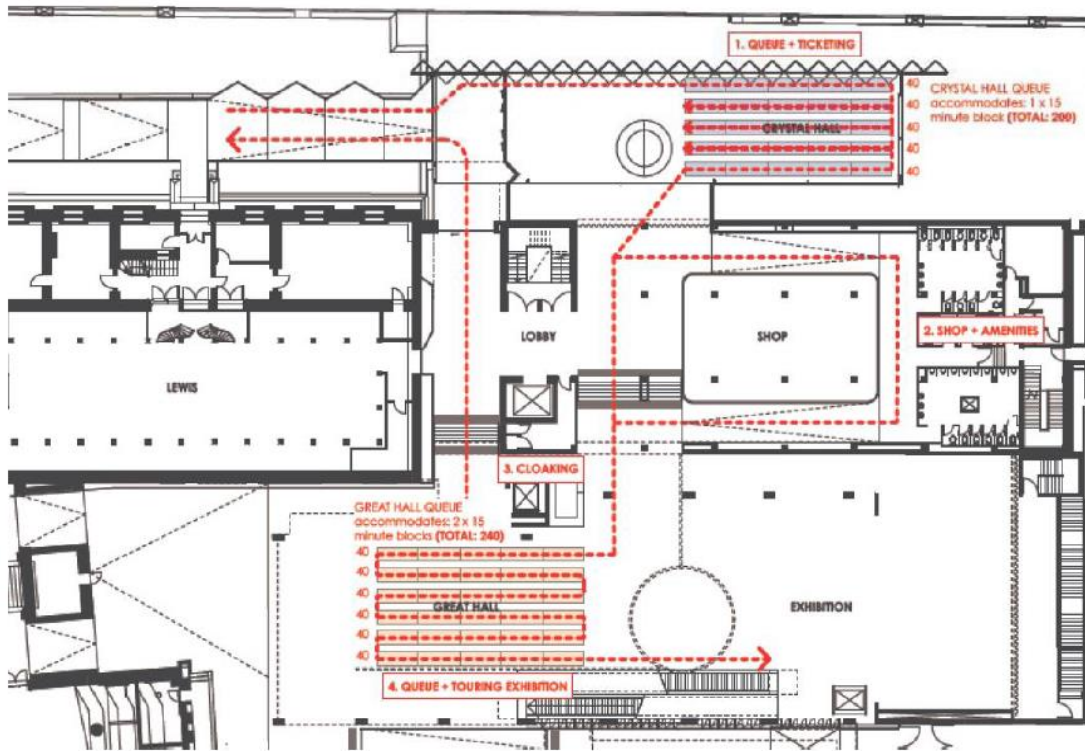 1. QUEUE + TICKETING
40
40
40
40
40
CRYSTAL HALL QUEUE
accommodates: 1 x 15
minute block (TOTAL: 200)
CRYSTAL HALL
LOBBY
SHOP
2. SHOP + AMENITIES
LEWIS
3. CLOAKING
GREAT HALL QUEUE
accommodates: 2 x 15
minute blocks (TOTAL: 240)
40
40
40
40
40
40
GREAT HALL
EXHIBITION
4. QUEUE + TOURING EXHIBITION